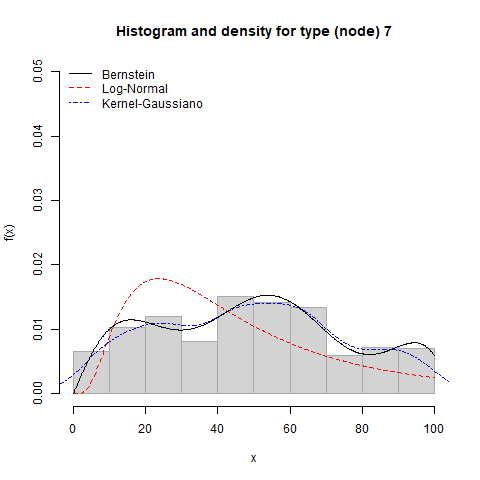 Histogram and density for type (node) 7
Bernstein
Log-Normal
Kernel-Gaussiano
f(x)
0.05
0.04
0.03
0.02
0.01
0.00
0 20 40 60 80 100
x